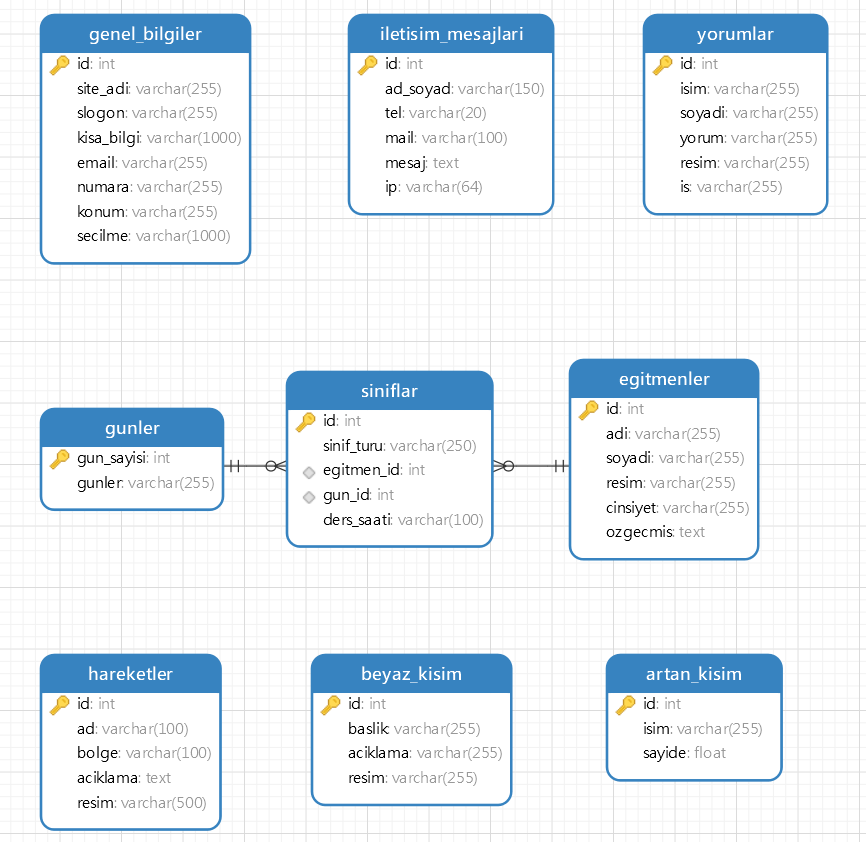 genel_bilgiler
id: int
site_adi: varchar(255)
slogon: varchar(255)
kisa_bilgi: varchar(1000)
email: varchar(255)
numara: varchar(255)
konum: varchar(255)
secilme: varchar(1000)
iletisim_mesajlari
id: int
ad_soyad: varchar(150)
tel: varchar(20)
mail: varchar(100)
mesaj: text
ip: varchar(64)
yorumlar
id: int
isim: varchar(255)
soyadi: varchar(255)
yorum: varchar(255)
resim: varchar(255)
is: varchar(255)
gunler
gun_sayisi: int
gunler: varchar(255)
siniflar
id: int
sinif_turu: varchar(250)
egitmen_id: int
gun_id: int
ders_saati: varchar(100)
egitmenler
id: int
adi: varchar(255)
soyadi: varchar(255)
resim: varchar(255)
cinsiyet: varchar(255)
ozgecmis: text
hareketler
id: int
ad: varchar(100)
bolge: varchar(100)
aciklama: text
resim: varchar(500)
beyaz_kisim
id: int
baslik: varchar(255)
aciklama: varchar(255)
resim: varchar(255)
artan_kisim
id: int
isim: varchar(255)
sayide: float